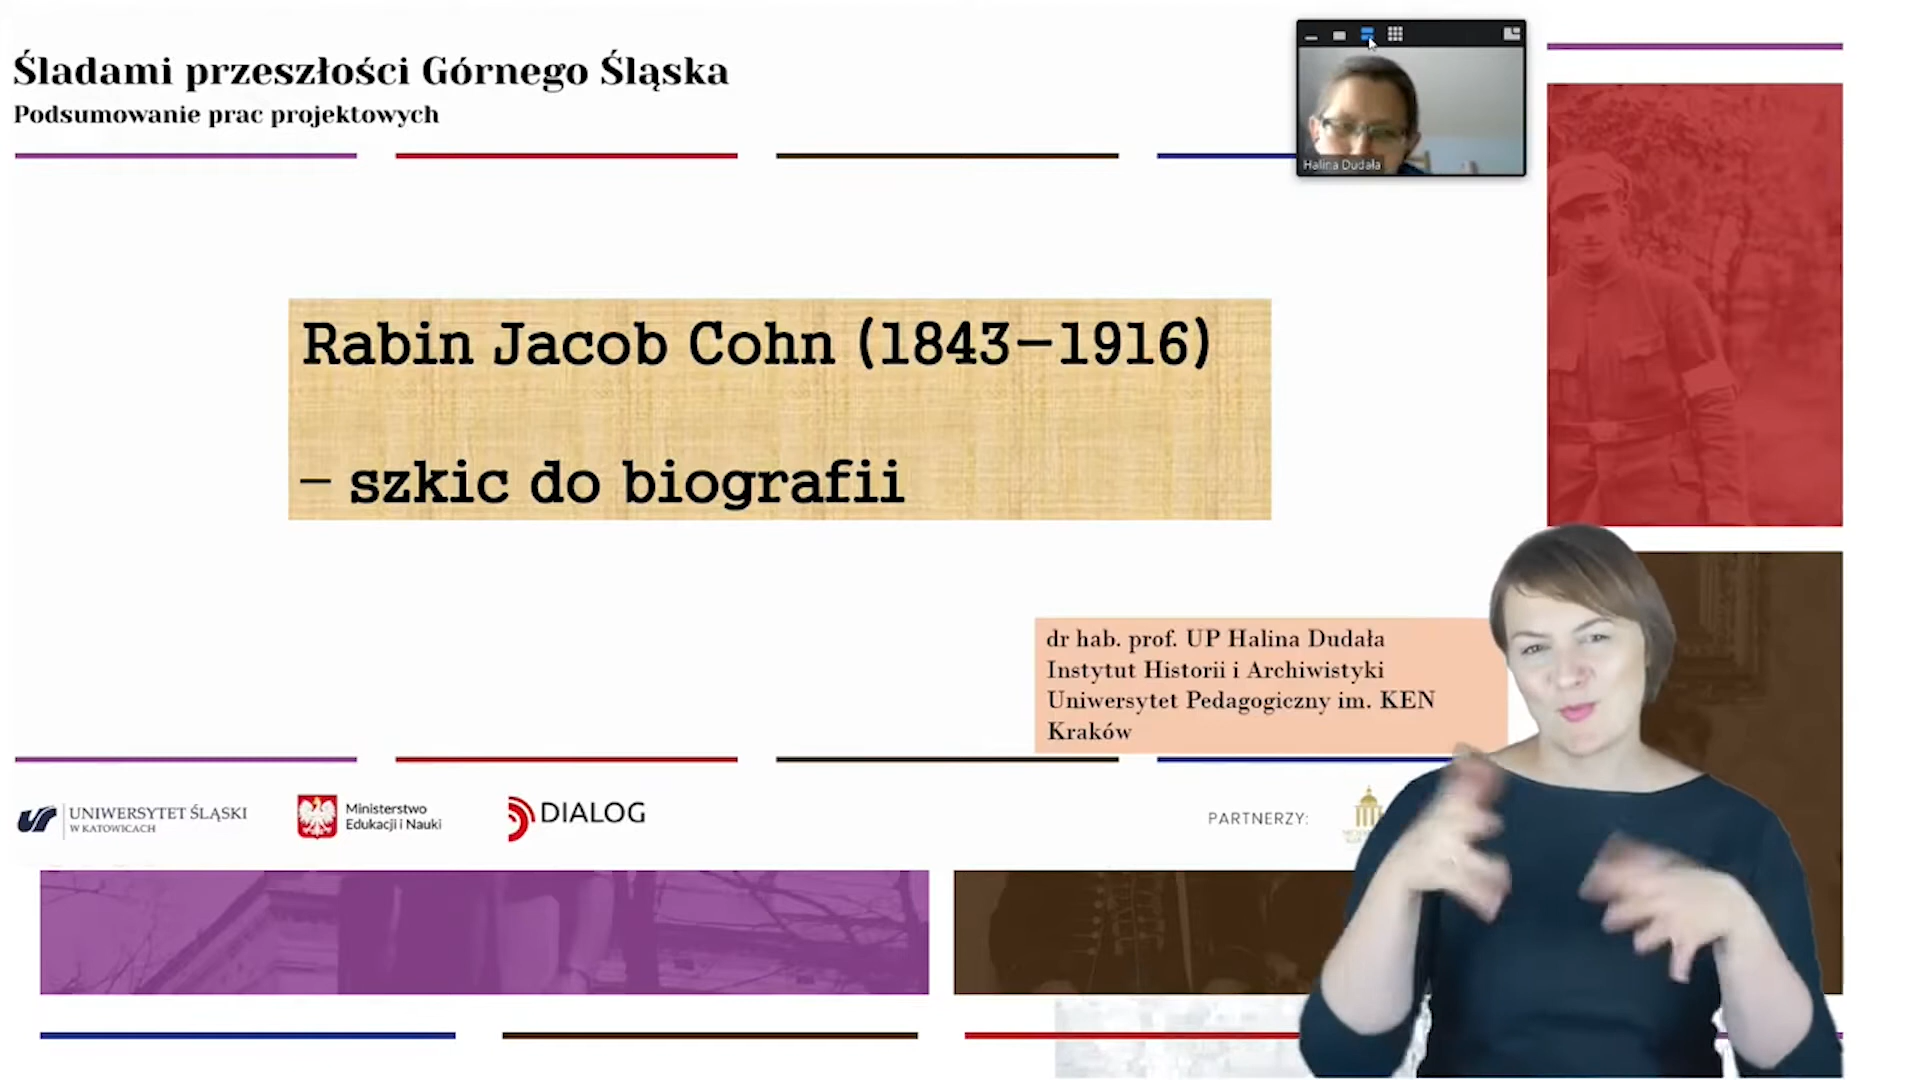 Śladami przeszłości Górnego Śląska
Podsumowanie prac projektowych
Halina Dudała
Rabin Jacob Cohn (1843–1916)
– szkic do biografii
dr hab. prof. UP Halina Dudała
Instytut Historii i Archiwistyki
Uniwersytet Pedagogiczny im. KEN
Kraków
UNIWERSYTET ŚLĄSKI
W KATOWICACH
Ministerstwo
Edukacji i Nauki
DIALOG
PARTNERZY: